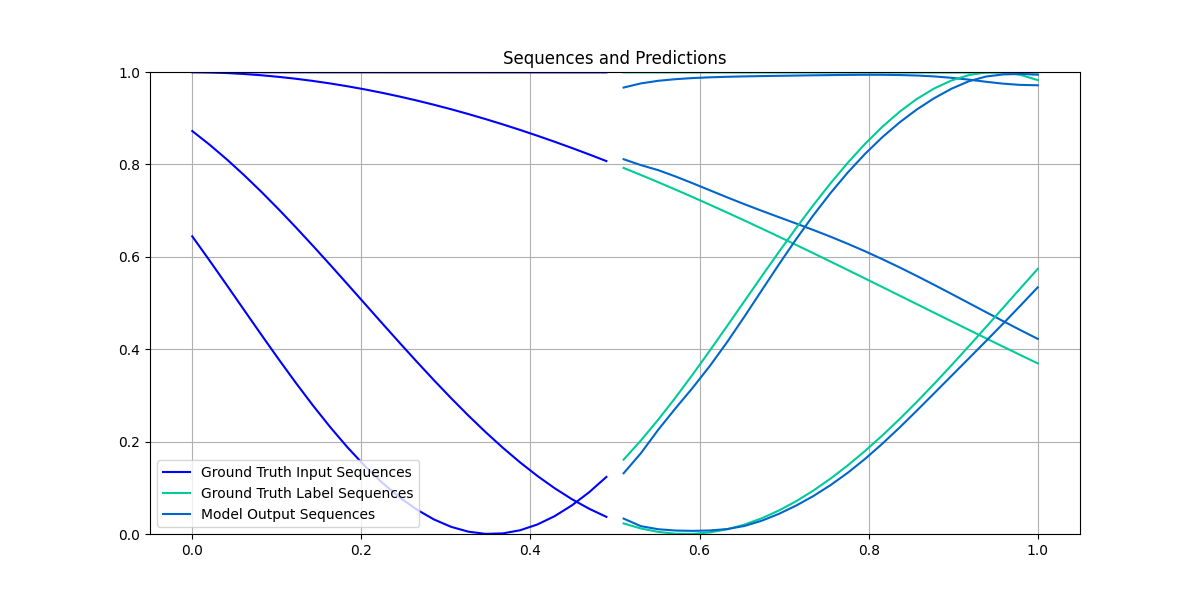 Sequences and Predictions
1.0
0.8
0.6
0.4
0.2
0.0
Ground Truth Input Sequences
Ground Truth Label Sequences
Model Output Sequences
0.0 0.2 0.4 0.6 0.8 1.0